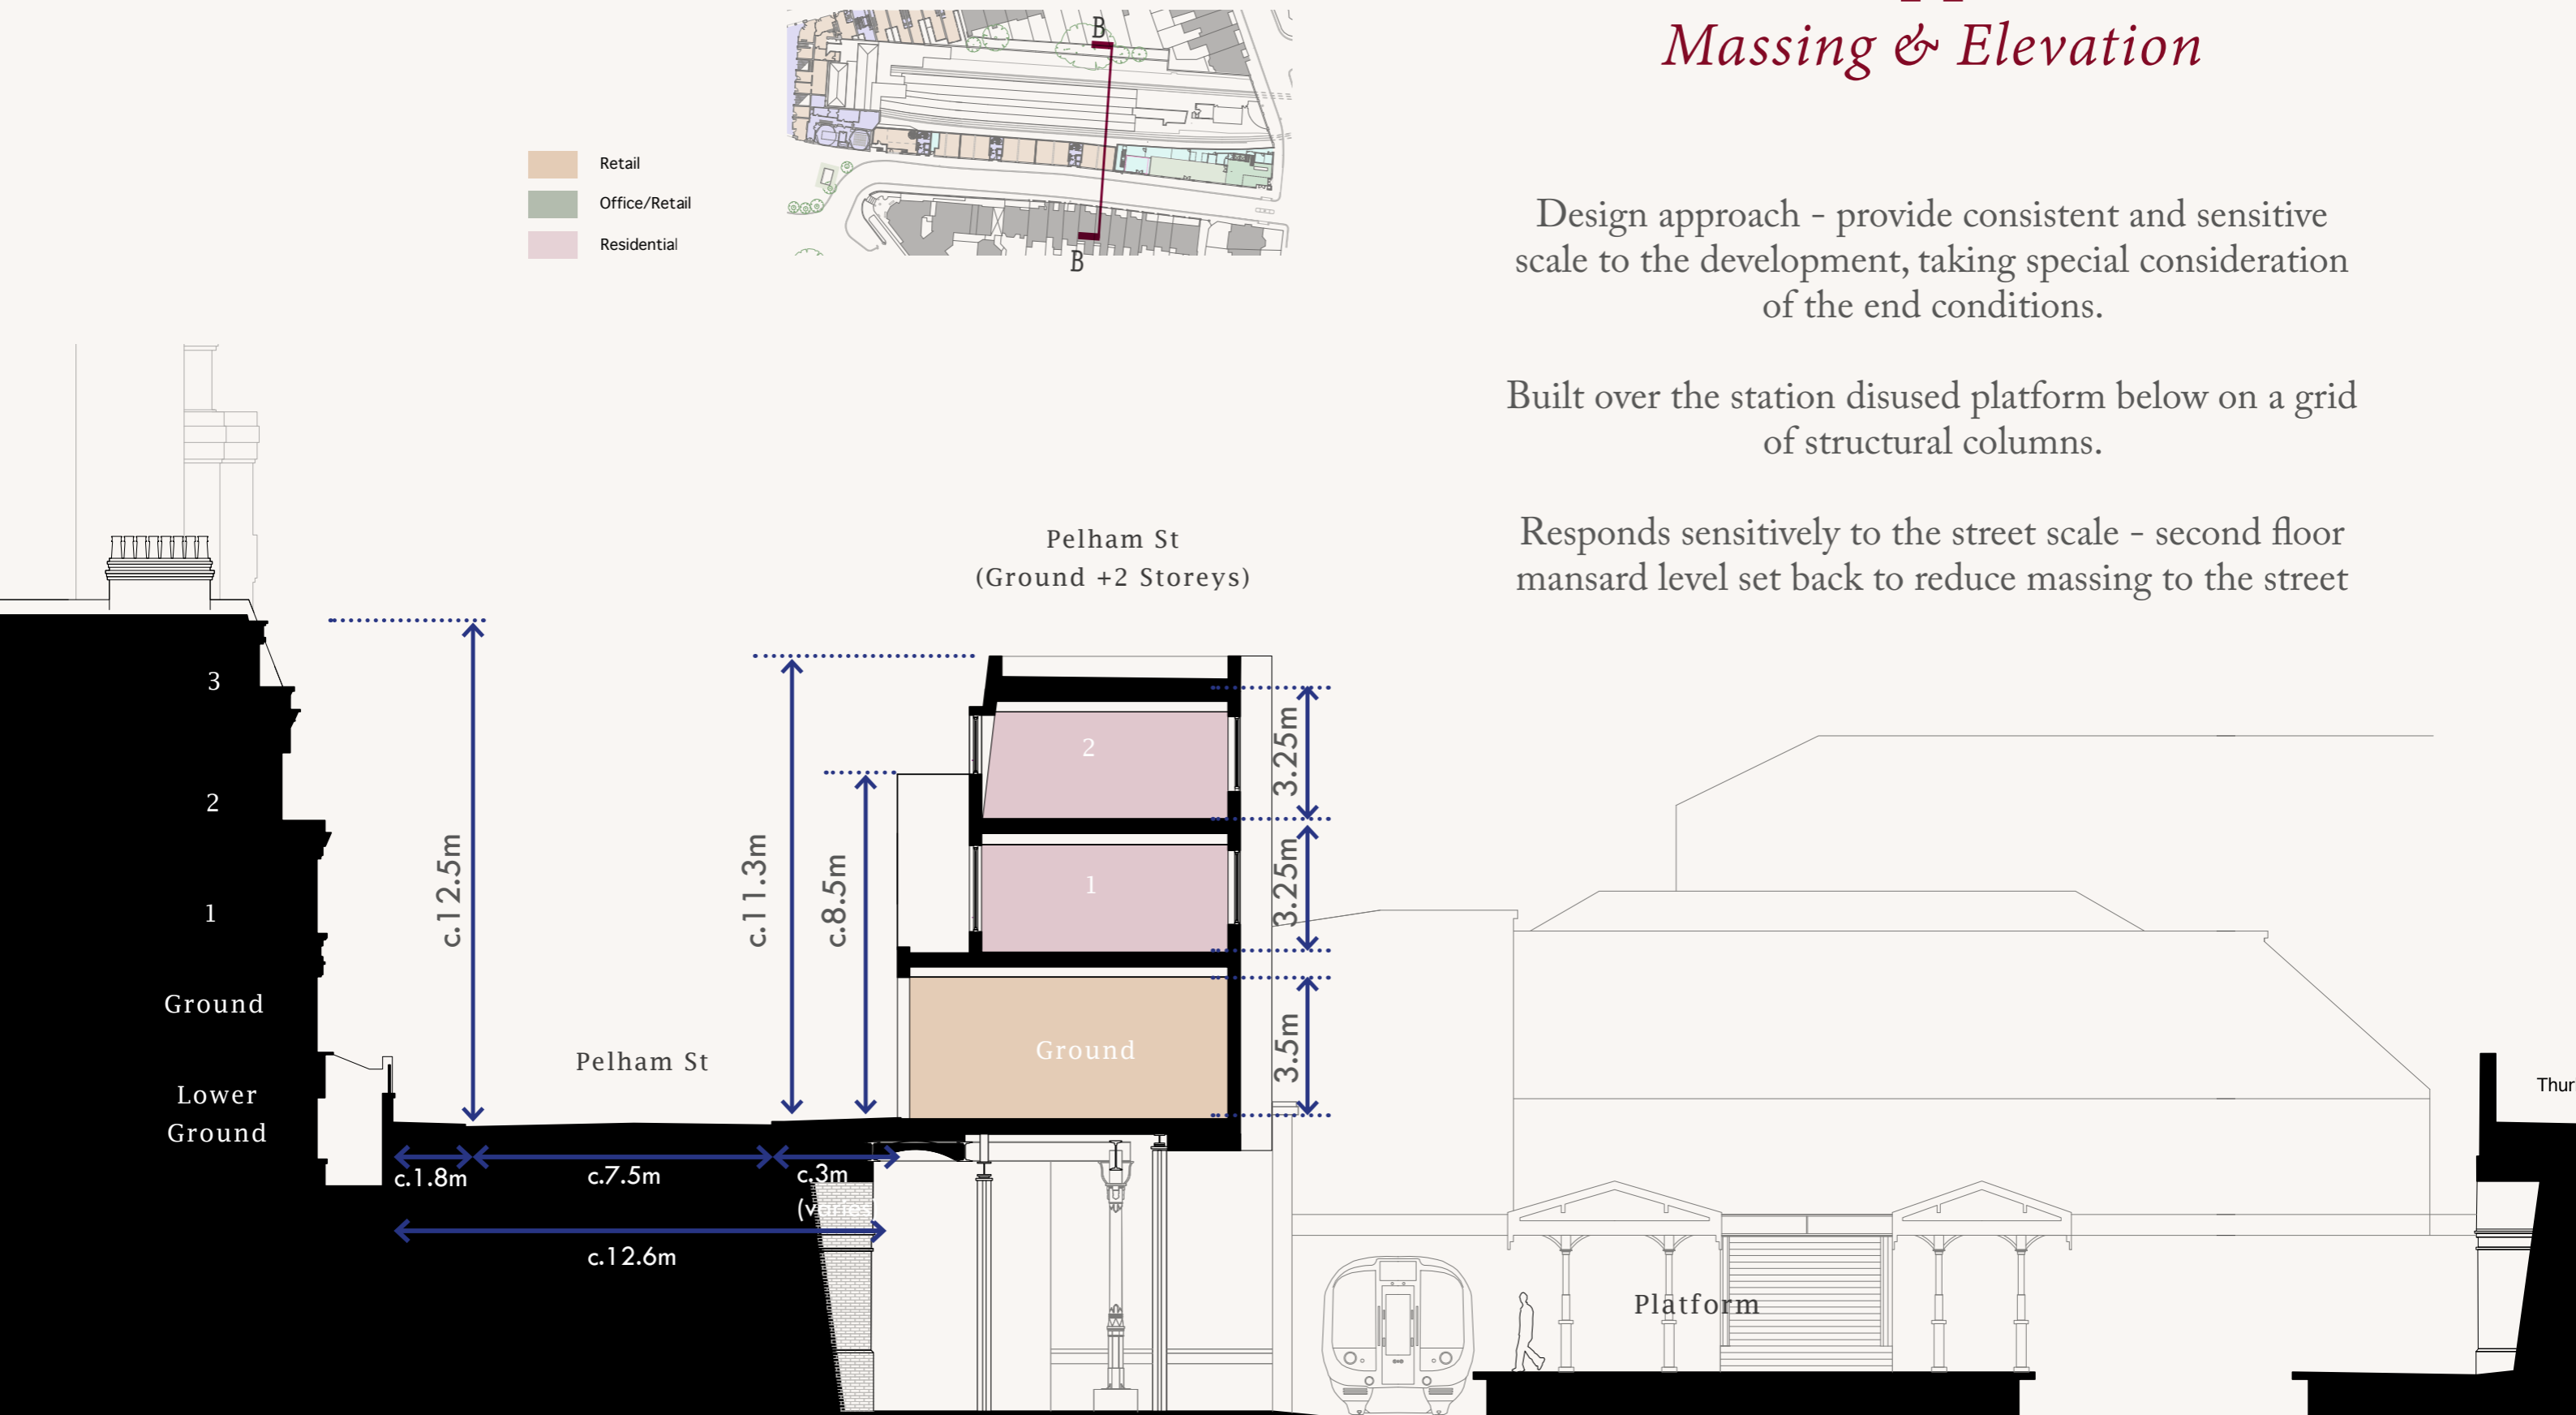 Massing & Elevation
B
B
Retail
Office/Retail
Residential
Design approach - provide consistent and sensitive
scale to the development, taking special consideration
of the end conditions.
Built over the station disused platform below on a grid
of structural columns.
Responds sensitively to the street scale - second floor
mansard level set back to reduce massing to the street
Pelham St
(Ground +2 Storeys)
3
2
1
Ground
Lower
Ground
c.12.5m
Pelham St
c.11.3m
c.8.5m
2
1
Ground
3.25m
3.25m
3.5m
c.1.8m
c.7.5m
c.3m
(varies
c.12.6m
Platform
Thur